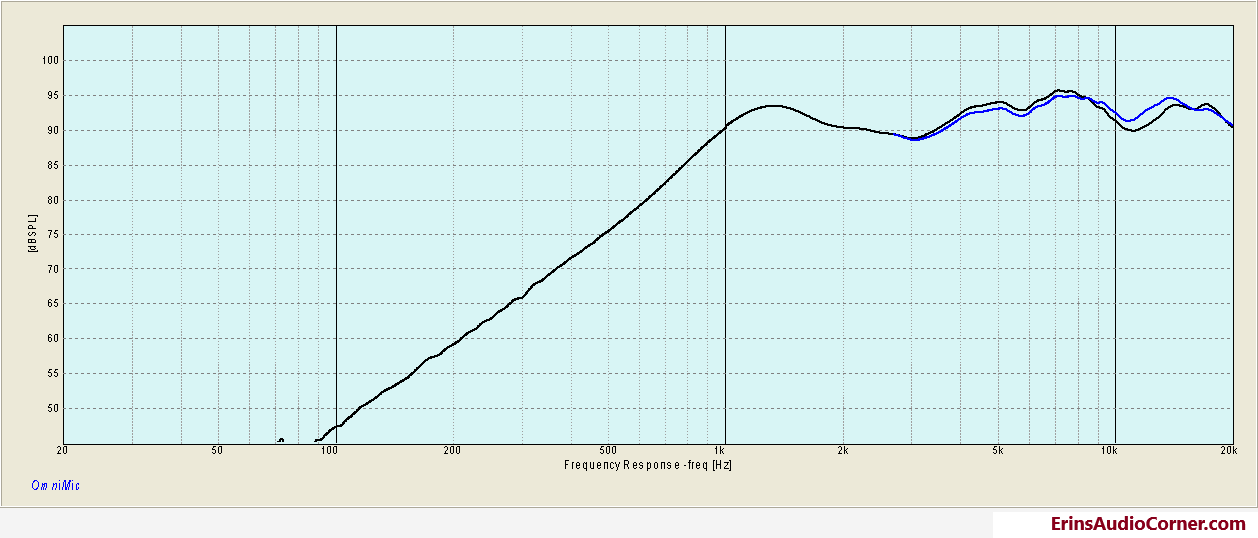 100
95
90
85
80
75
70
65
60
55
50
[dBSPL]
20 50 100 200 500 1k 2k 5k 10k 20k
Frequency Response -freq [Hz]
OmniMic
ErinsAudioCorner.com